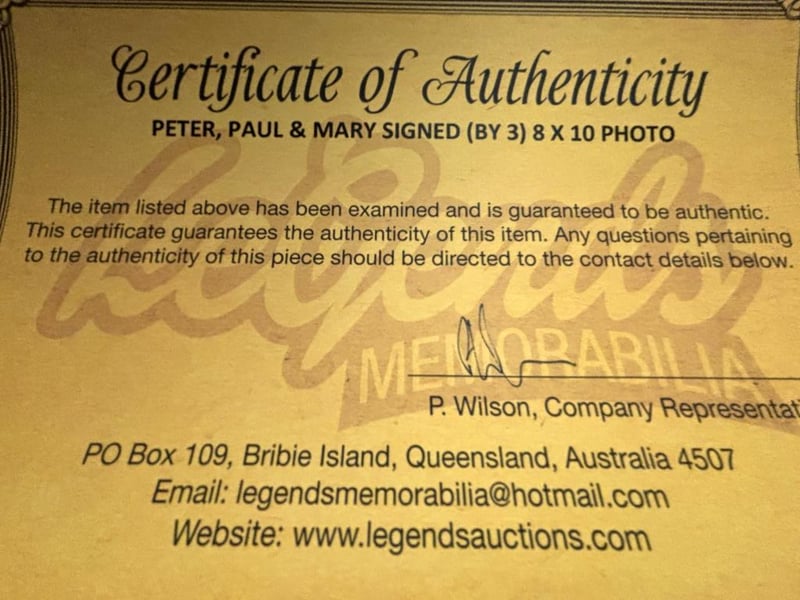 Certificate of Authenticity
PETER, PAUL & MARY SIGNED (BY 3) 8 X 10 PHOTO
The item listed above has been examined and is guaranteed to be authentic.
This certificate guarantees the authenticity of this item. Any questions pertaining
to the authenticity of this piece should be directed to the contact details below.
Legends
MEMORABILIA
P. Wilson, Company Representat
PO Box 109, Bribie Island, Queensland, Australia 4507
Email: legendsmemorabilia@hotmail.com
Website: www.legendsauctions.com